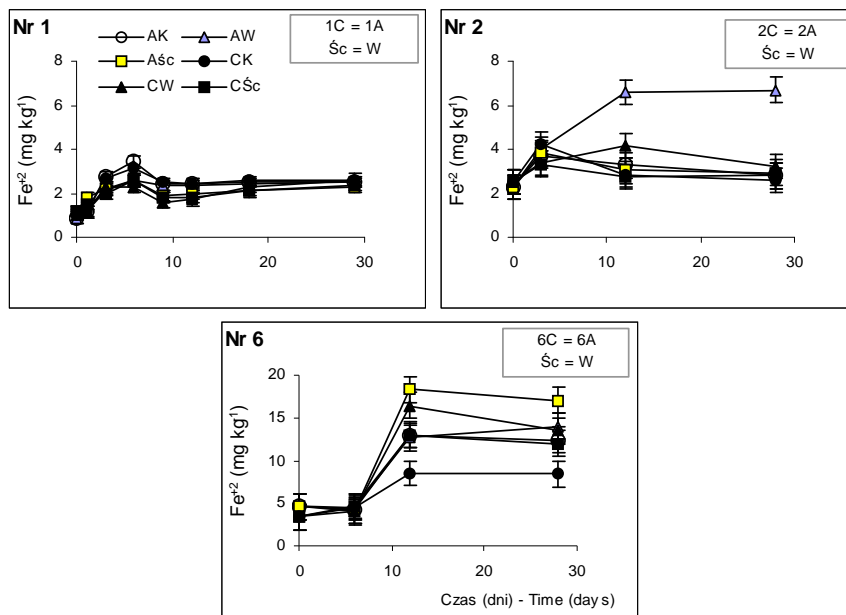 Nr 1
1C = 1A
Śc = W
AK
AW
Aśc
CK
CW
CŚc
Fe+2 (mg kg-1)
8
6
4
2
0
0 10 20 30
Nr 2
2C = 2A
Śc = W
Fe+2 (mg kg-1)
8
6
4
2
0
0 10 20 30
Nr 6
6C = 6A
Śc = W
Fe+2 (mg kg-1)
20
15
10
5
0
0 10 20 30
Czas (dni) - Time (days)